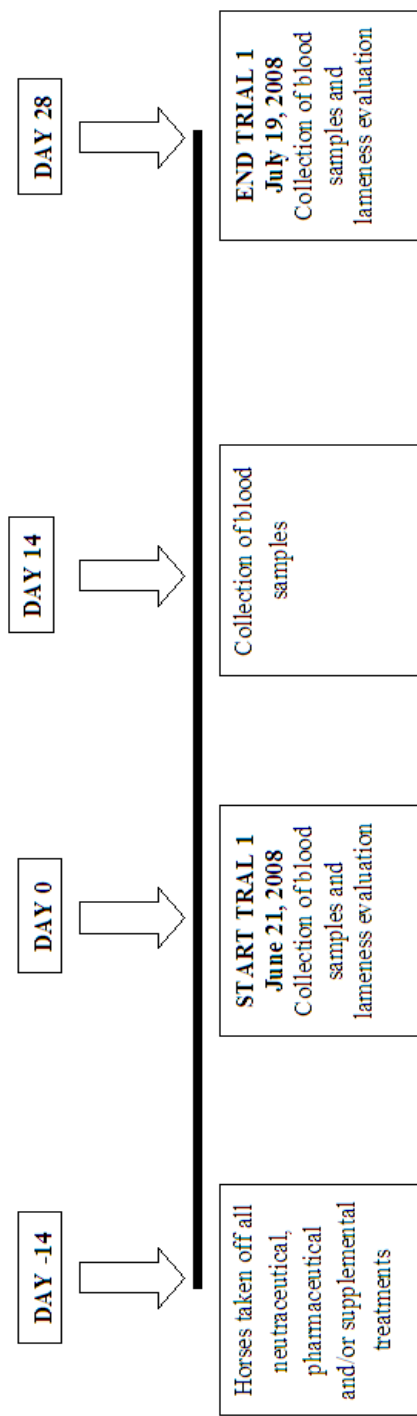 DAY -14
DAY 0
DAY 14
DAY 28
Horses taken off all
neutraceutical,
pharmaceutical
and/or supplemental
treatments
START TRAL 1
June 21, 2008
Collection of blood
samples and
lameness evaluation
Collection of blood
samples
END TRIAL 1
July 19, 2008
Collection of blood
samples and
lameness evaluation